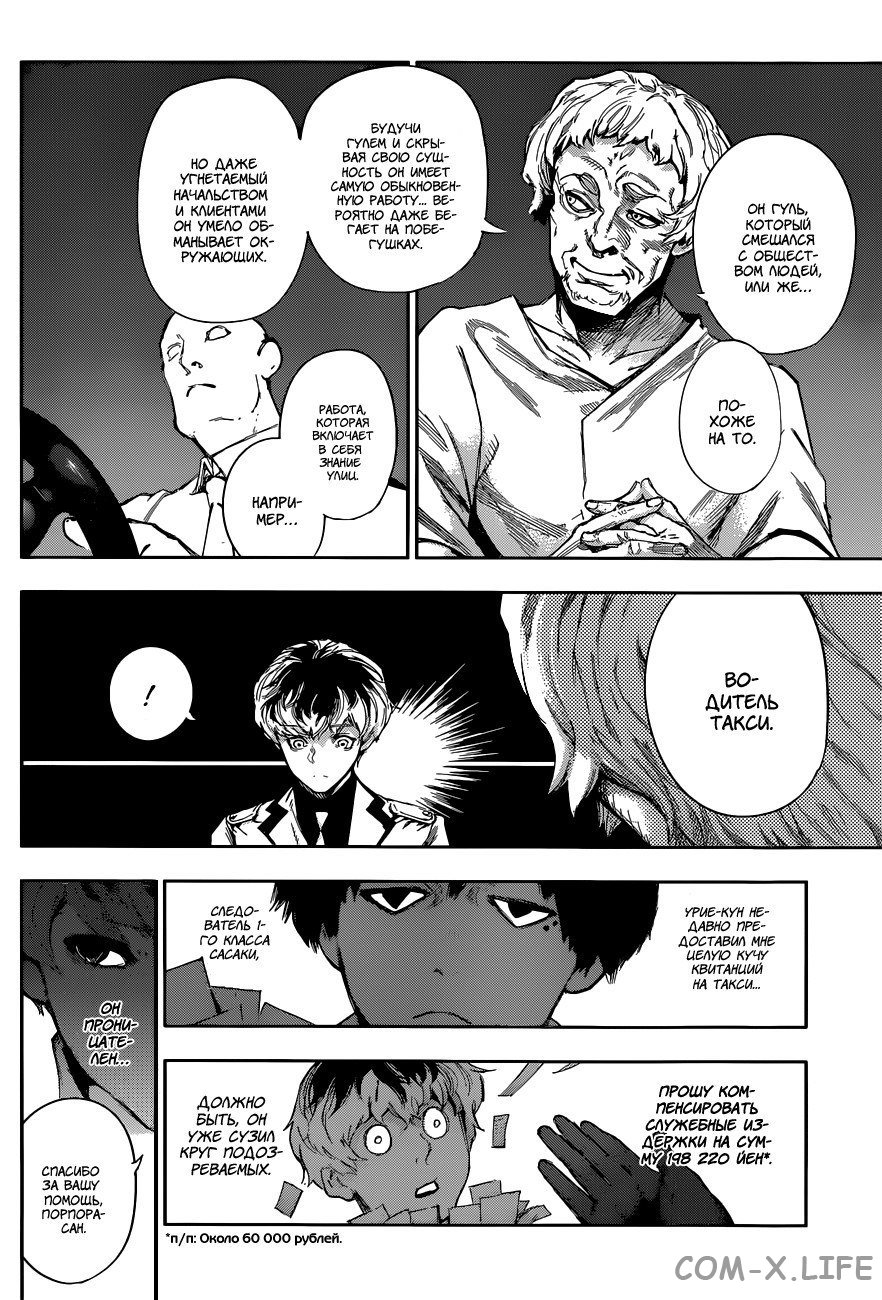 ОН ГУЛЬ,
КОТОРЫЙ
СМЕШАЛСЯ
С ОБЩЕСТ-
ВОМ ЛЮДЕЙ,
ИЛИ ЖЕ...
ПО-
ХОЖЕ
НА ТО.
БУДУЧИ
ГУЛЕМ И СКРЫ-
ВАЯ СВОЮ СУЩ-
НОСТЬ ОН ИМЕЕТ
САМУЮ ОБЫКНОВЕН-
НУЮ РАБОТУ... ВЕ-
РОЯТНО ДАЖЕ БЕ-
ГАЕТ НА ПОБЕ-
ГУШКАХ.
НО ДАЖЕ
УГНЕТАЕМЫЙ
НАЧАЛЬСТВОМ
И КЛИЕНТАМИ
ОН УМЕЛО ОБ-
МАНЫВАЕТ ОК-
РУЖАЮЩИХ.
РАБОТА,
КОТОРАЯ
ВКЛЮЧАЕТ
В СЕБЯ
ЗНАНИЕ
УЛИЦ.
НАПРИ-
МЕР...
ВО-
ДИТЕЛЬ
ТАКСИ.
!
УРИЕ-КУН НЕ-
ДАВНО ПРЕ-
ДОСТАВИЛ МНЕ
ЦЕЛУЮ КУЧУ
КВИТАНЦИЙ
НА ТАКСИ...
СЛЕДО-
ВАТЕЛЬ 1-
ГО КЛАССА
САСАКИ,
ПРОШУ КОМ-
ПЕНСИРОВАТЬ
СЛУЖЕБНЫЕ ИЗ-
ДЕРЖКИ НА СУМ-
МУ 198 220 ЙЕН*.
ДОЛЖНО
БЫТЬ, ОН
УЖЕ СУЗИЛ
КРУГ ПОДОЗ-
РЕВАЕМЫХ.
*п/п: Около 60 000 рублей.
ОН
ПРОНИ-
ЦАТЕ-
ЛЕН...
СПАСИБО
ЗА ВАШУ
ПОМОЩЬ,
ПОРПОРА-
САН.
COM-X.LIFE